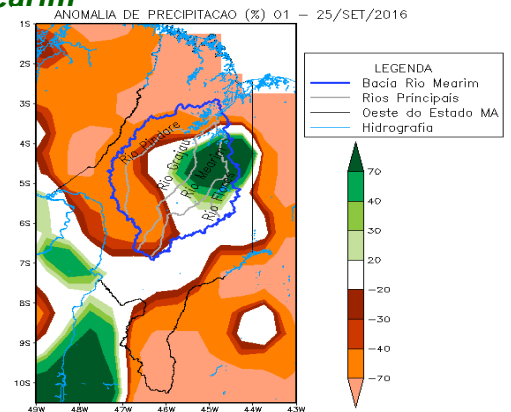 ANOMALIA DE PRECIPITACAO (%) 01 – 25/SET/2016
LEGENDA
Bacia Rio Mearim
Rios Principais
Oeste do Estado MA
Hidrografia
1S
2S
3S
4S
5S
6S
7S
8S
9S
10S
Rio Pindare
Rio Grajau
Rio Mearim
70
40
30
20
-20
-30
-40
-70
49W
48W
47W
46W
45W
44W
43W